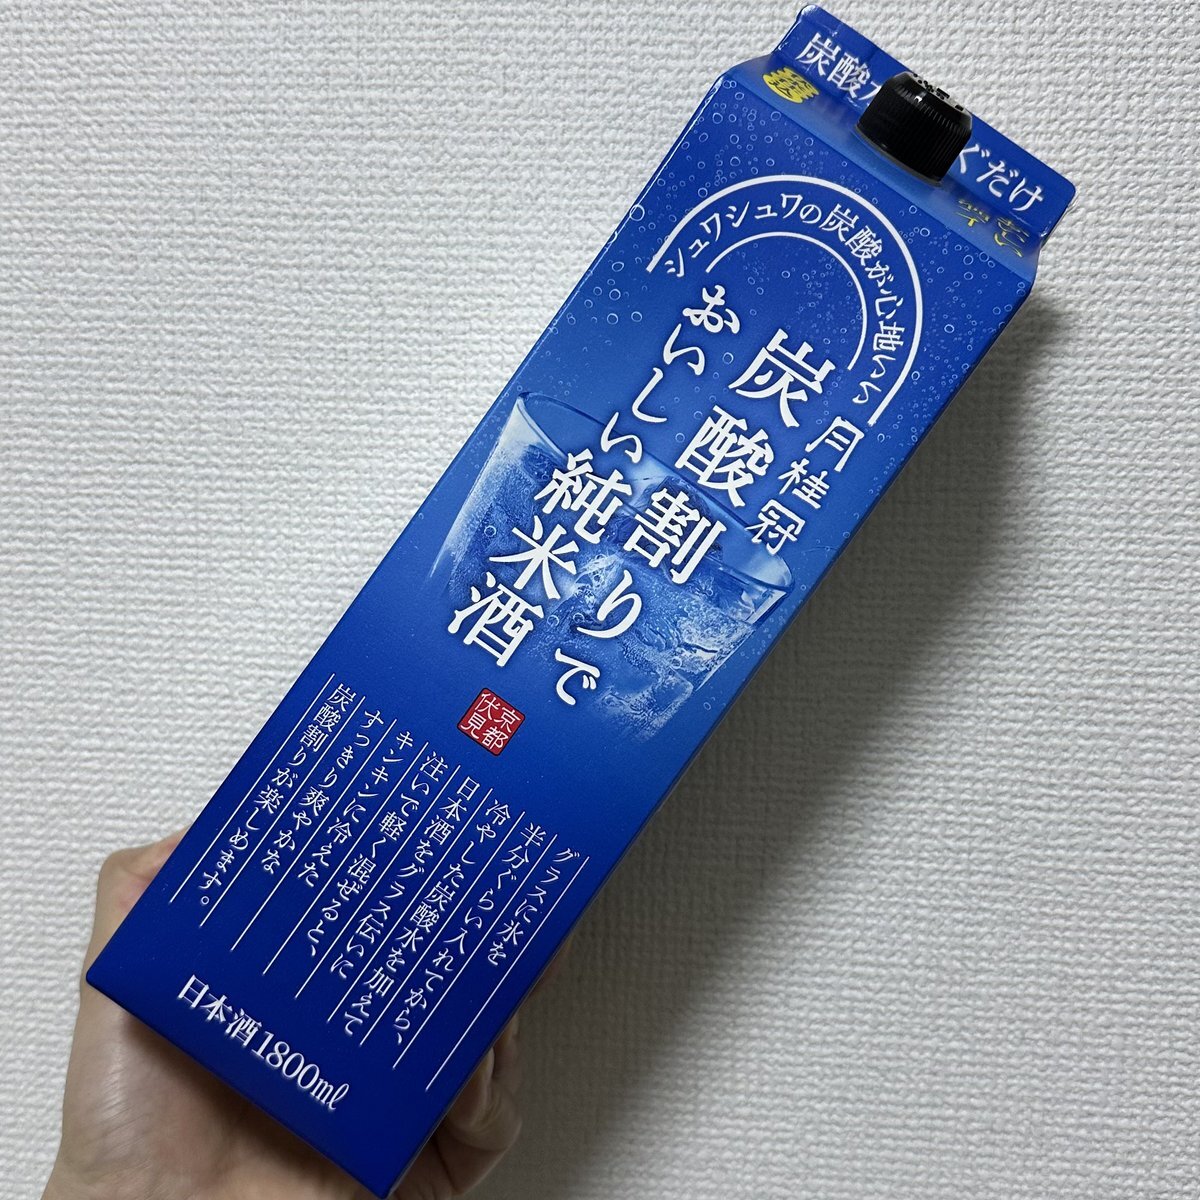 炭酸
ぐだけ
シュワシュワの炭酸が心地いい
月桂冠
炭酸割りで
おいしい純米酒
京都
伏見
グラスに氷を
半分ぐらい入れてから、
冷やした炭酸水を加えて
日本酒をグラス伝いに
注いで軽く混ぜると、
キンキンに冷えた
すっきり爽やかな
炭酸割りが楽しめます。
日本酒1800ml